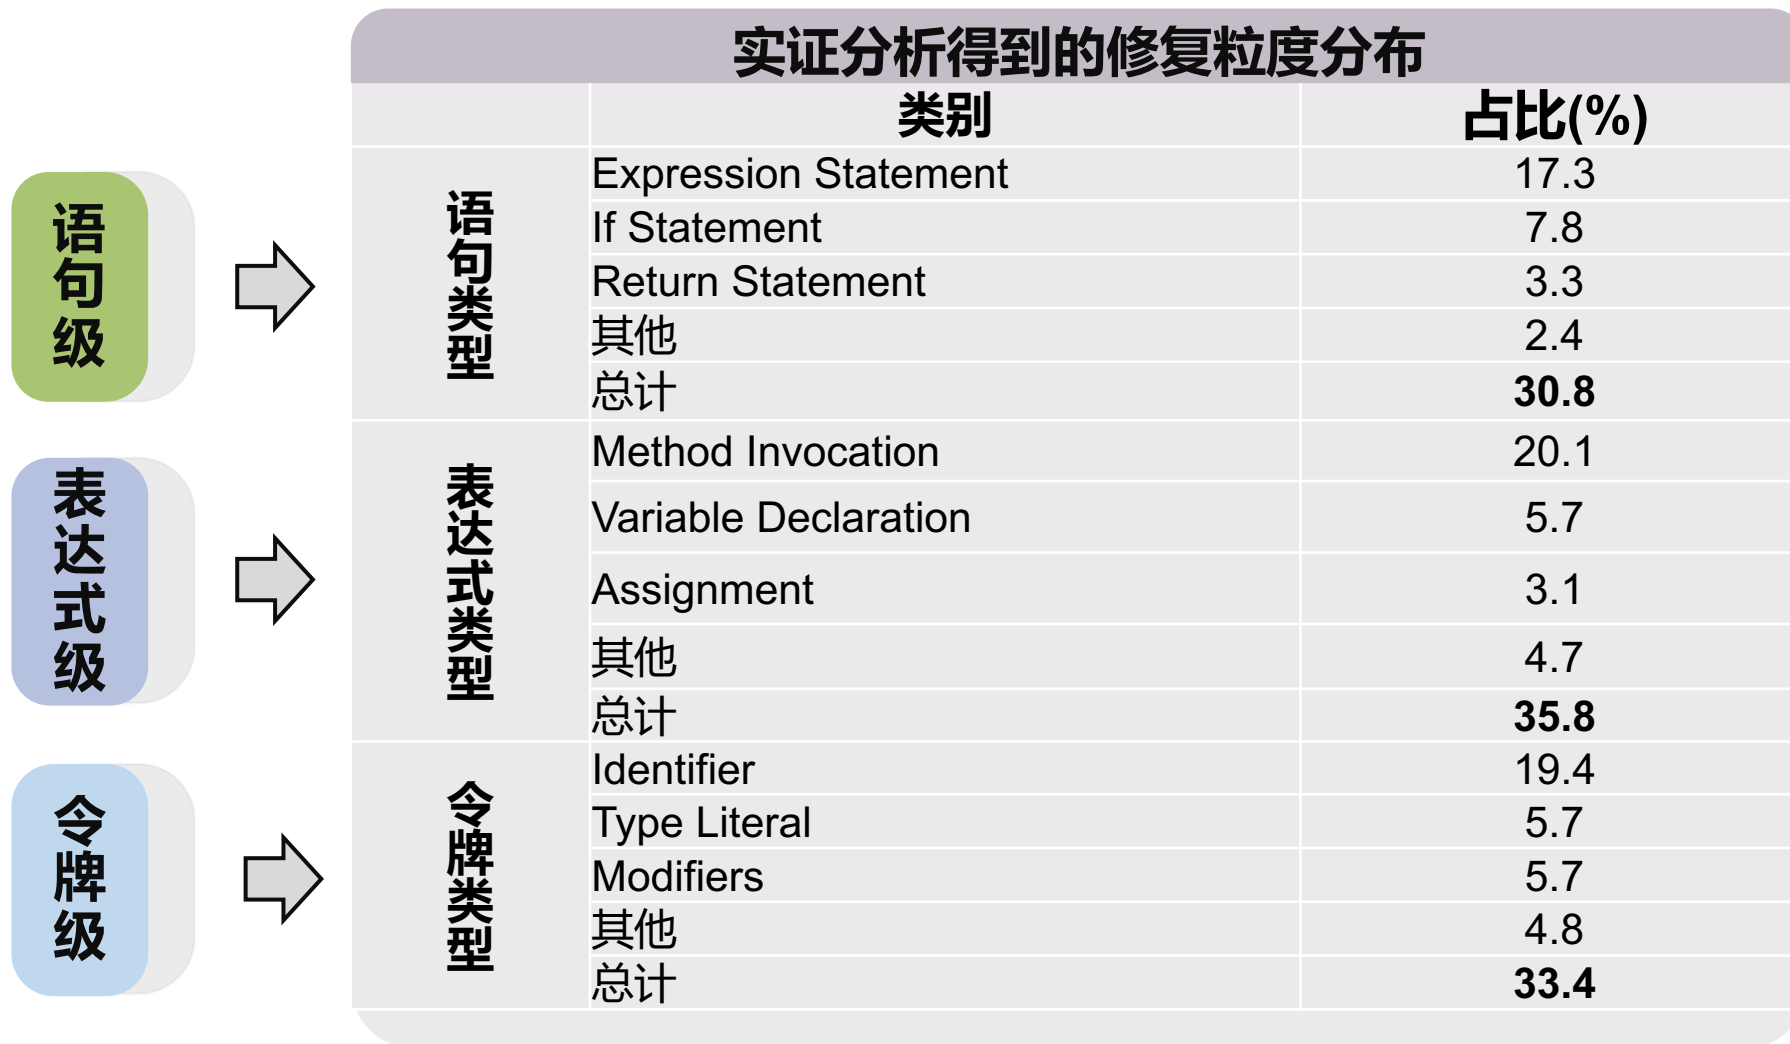 实证分析得到的修复粒度分布
类别 占比(%)
语句级
语句类型
Expression Statement 17.3
If Statement 7.8
Return Statement 3.3
其他 2.4
总计 30.8
表达式级
表达式类型
Method Invocation 20.1
Variable Declaration 5.7
Assignment 3.1
其他 4.7
总计 35.8
令牌级
令牌类型
Identifier 19.4
Type Literal 5.7
Modifiers 5.7
其他 4.8
总计 33.4